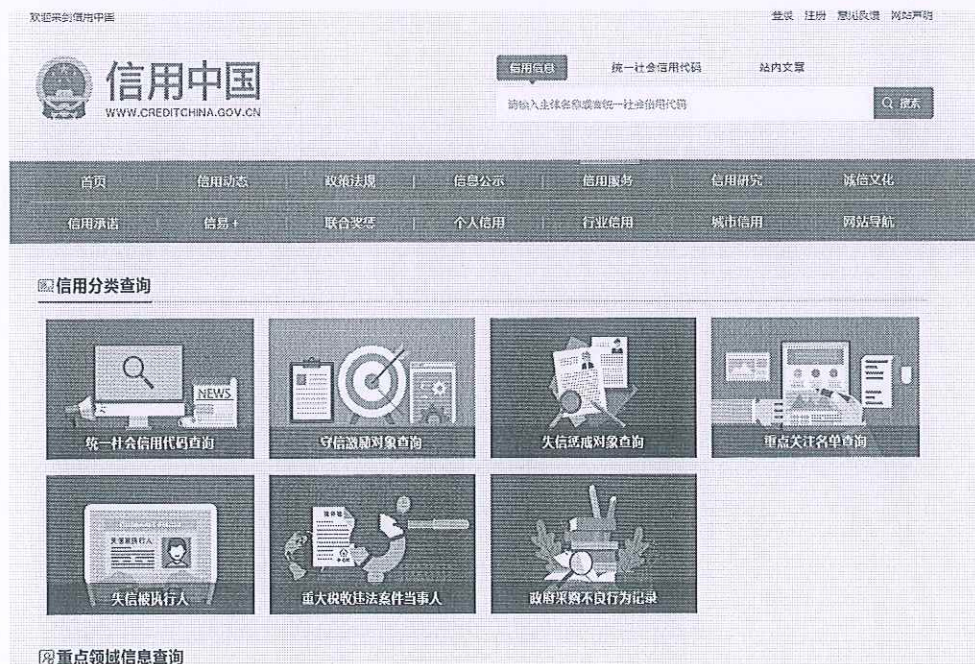 欢迎来到信用中国
登录 注册 意见反馈 网站声明
信用中国
WWW.CREDITCHINA.GOV.CN
信用信息 统一社会信用代码 站内文章
请输入主体名称或者统一社会信用代码
搜索
首页 信用动态 政策法规 信息公示 信用服务 信用研究 诚信文化
信用承诺 信易+ 联合奖惩 个人信用 行业信用 城市信用 网站导航
信用分类查询
NEWS
统一社会信用代码查询 守信激励对象查询 失信惩戒对象查询 重点关注名单查询
失信被执行人
失信被执行人 重大税收违法案件当事人 政府采购不良行为记录
重点领域信息查询